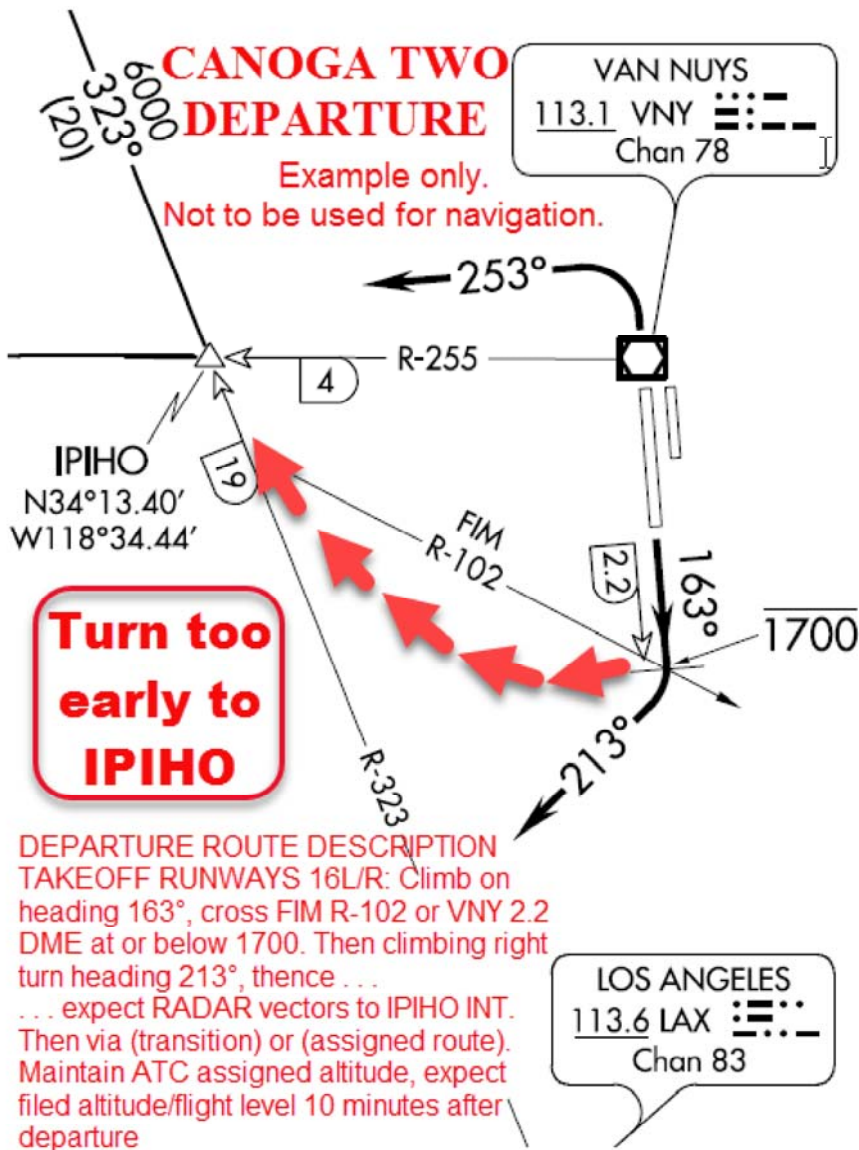 CANOGA TWO
DEPARTURE
Example only.
Not to be used for navigation.
6000
323°
(20)
VAN NUYS
113.1 VNY
Chan 78
253°
R-255
4
IPIHO
N34°13.40'
W118°34.44'
19
FIM
R-102
2.2
163°
1700
213°
R-323
Turn too
early to
IPIHO
DEPARTURE ROUTE DESCRIPTION
TAKEOFF RUNWAYS 16L/R: Climb on
heading 163°, cross FIM R-102 or VNY 2.2
DME at or below 1700. Then climbing right
turn heading 213°, thence . . .
. . . expect RADAR vectors to IPIHO INT.
Then via (transition) or (assigned route).
Maintain ATC assigned altitude, expect
filed altitude/flight level 10 minutes after
departure
LOS ANGELES
113.6 LAX
Chan 83